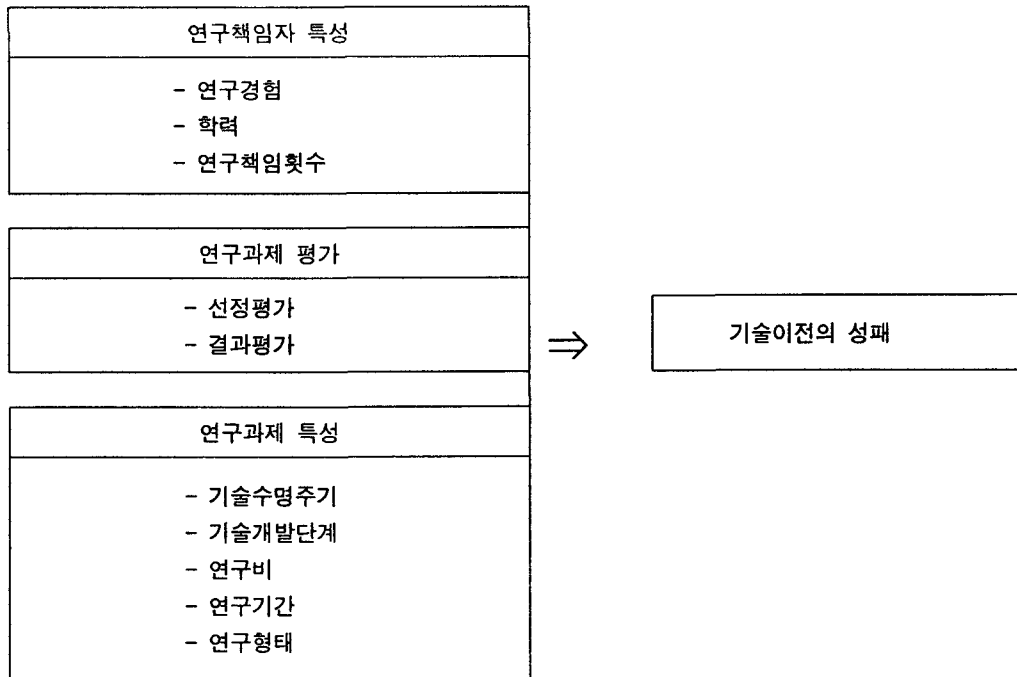 연구책임자 특성
- 연구경험
- 학력
- 연구책임횟수
연구과제 평가
- 선정평가
- 결과평가
⇒
기술이전의 성패
연구과제 특성
- 기술수명주기
- 기술개발단계
- 연구비
- 연구기간
- 연구형태